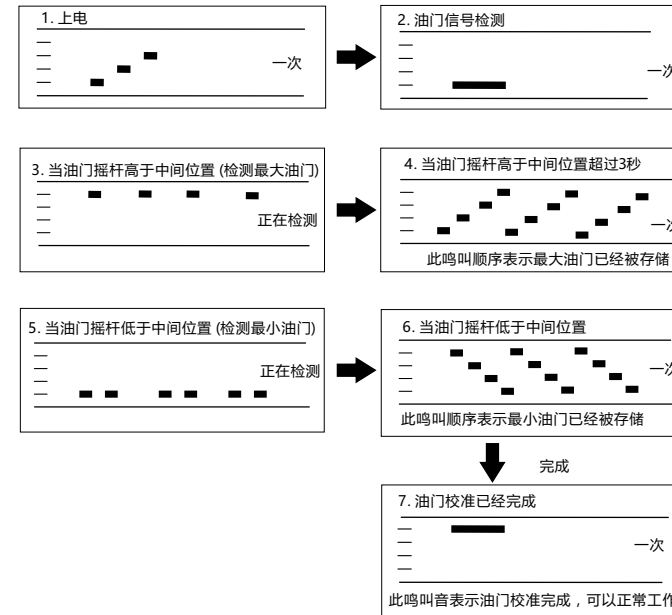 1. 上电
一次
2. 油门信号检测
一次
3. 当油门摇杆高于中间位置 (检测最大油门)
正在检测
4. 当油门摇杆高于中间位置超过3秒
一次
此鸣叫顺序表示最大油门已经被存储
5. 当油门摇杆低于中间位置 (检测最小油门)
正在检测
6. 当油门摇杆低于中间位置
一次
此鸣叫顺序表示最小油门已经被存储
完成
7. 油门校准已经完成
一次
此鸣叫音表示油门校准完成，可以正常工作